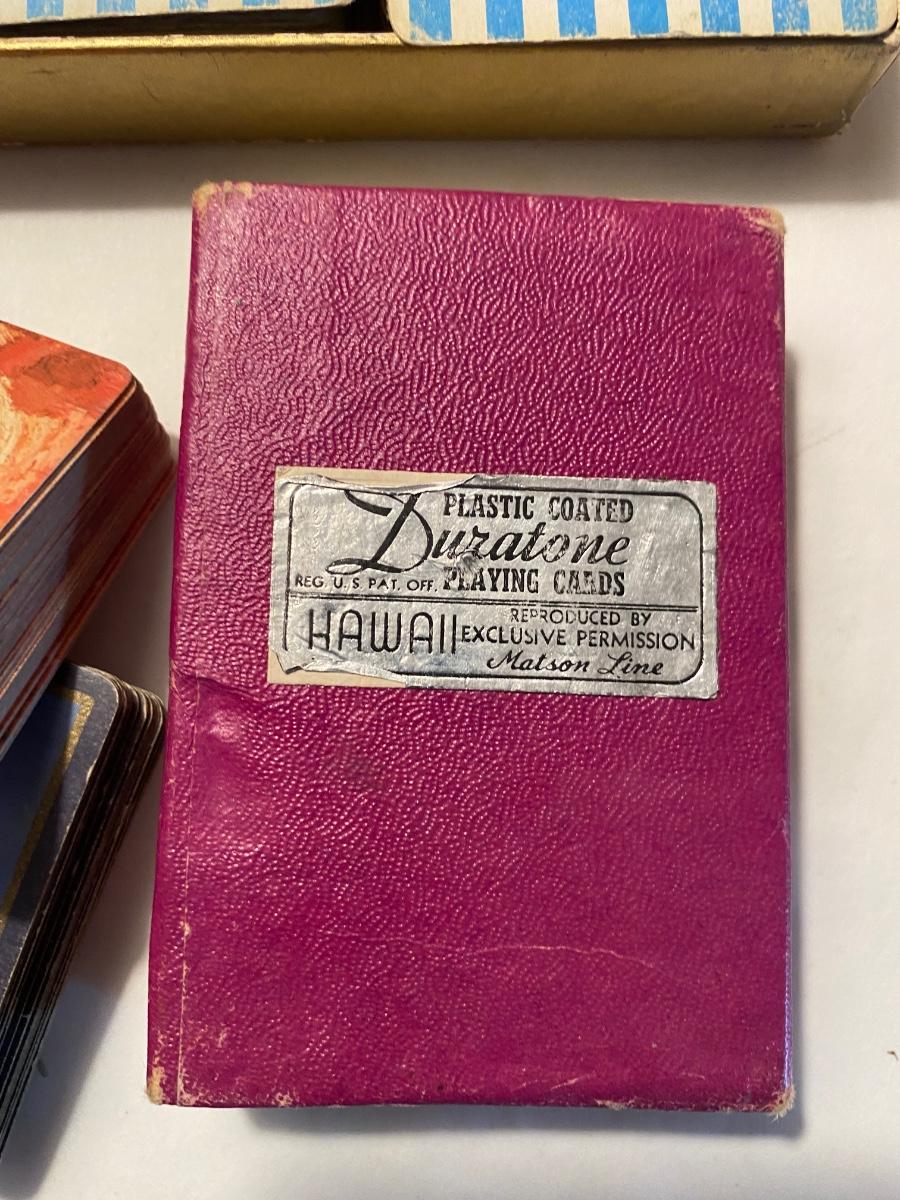 PLASTIC COATED
Duratone
REG. U. S. PAT. OFF. PLAYING CARDS
HAWAII
REPRODUCED BY
EXCLUSIVE PERMISSION
Matson Line